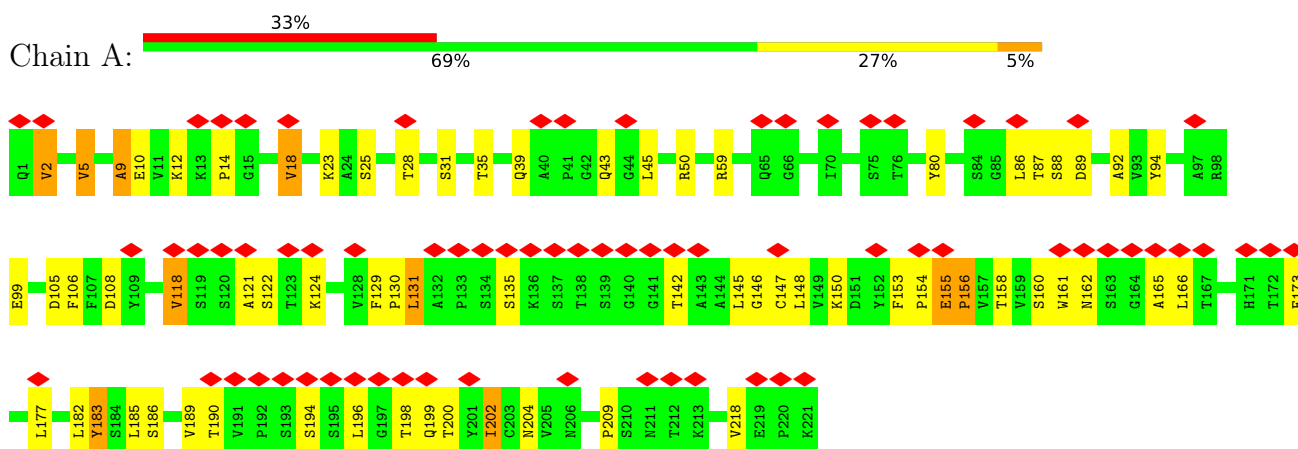 33%
Chain A:
69% 27% 5%
Q1 V2 V5 A9 E10 V11 K12 K13 P14 G15 V18 K23 A24 S25 T28 S31 T35 Q39 A40 P41 G42 Q43 G44 L45 R50 R59 Q65 G66 I70 S75 T76 Y80 S84 G85 L86 T87 S88 D89 A92 V93 Y94 A97 R98
E99 D105 F106 F107 D108 Y109 V118 S119 S120 A121 S122 T123 K124 V128 F129 P130 L131 A132 P133 S134 S135 K136 S137 T138 S139 G140 G141 T142 A143 A144 L145 G146 C147 L148 V149 K150 D151 Y152 F153 P154 E155 P156 V157 T158 V159 S160 W161 N162 S163 G164 A165 L166 T167 H171 T172 F173
L177 L182 Y183 S184 L185 S186 V189 T190 V191 P192 S193 S194 S195 L196 G197 T198 Q199 T200 Y201 I202 C203 N204 V205 N206 P209 S210 N211 T212 K213 V218 E219 P220 K221